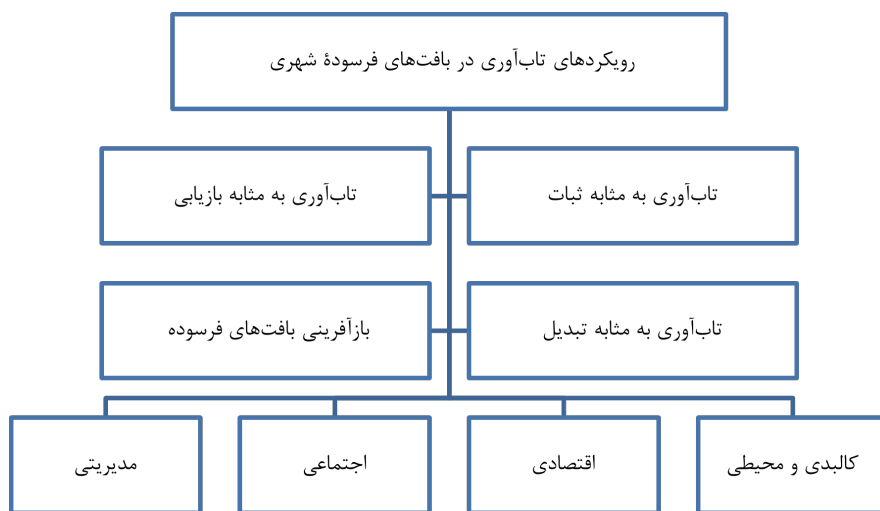 رویکردهای تاب‌آوری در بافت‌های فرسودهٔ شهری
تاب‌آوری به مثابه ثبات
تاب‌آوری به مثابه بازیابی
تاب‌آوری به مثابه تبدیل
بازآفرینی بافت‌های فرسوده
کالبدی و محیطی
اقتصادی
اجتماعی
مدیریتی